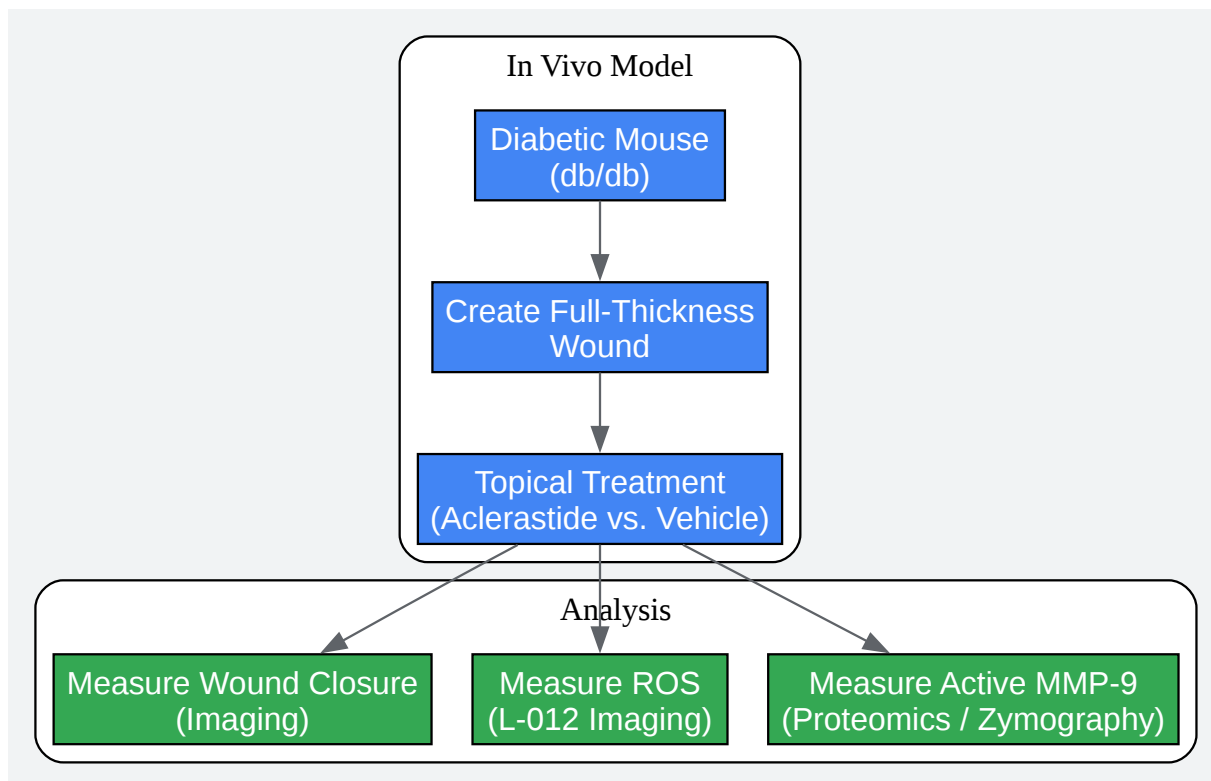 In Vivo Model
Diabetic Mouse
(db/db)
Create Full-Thickness
Wound
Topical Treatment
(Aclerastide vs. Vehicle)
Analysis
Measure Wound Closure
(Imaging)
Measure ROS
(L-012 Imaging)
Measure Active MMP-9
(Proteomics / Zymography)